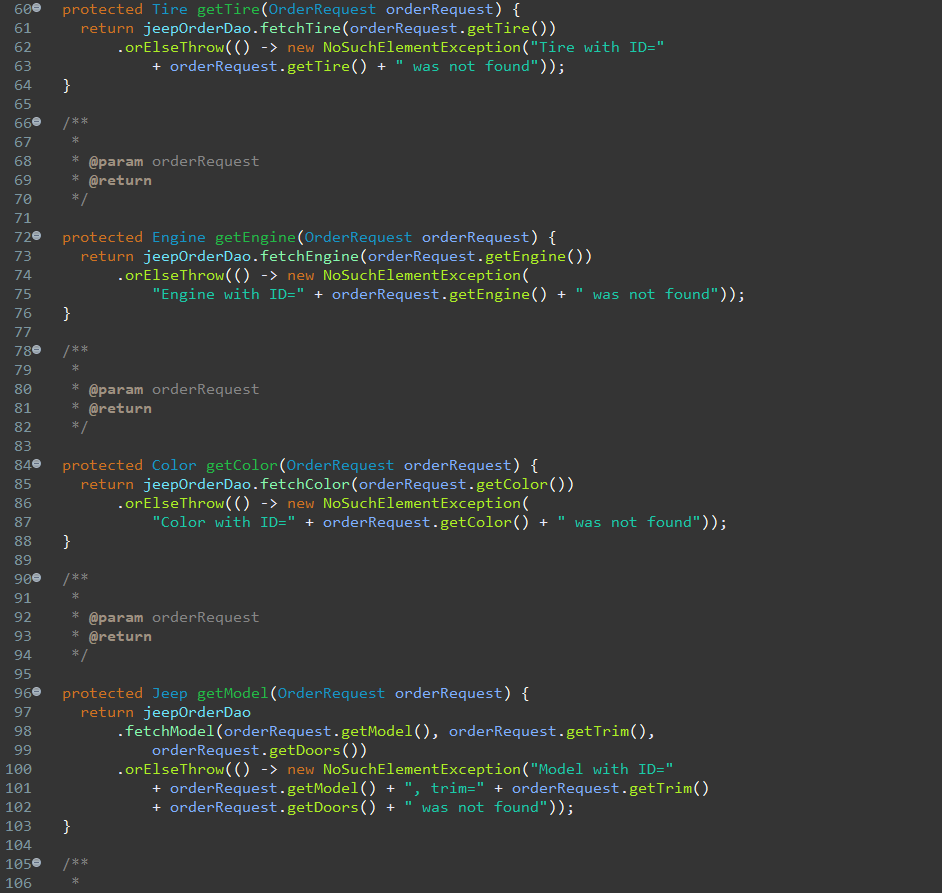 60 protected Tire getTire(OrderRequest orderRequest) {
61 return jeepOrderDao.fetchTire(orderRequest.getTire())
62 .orElseThrow(() -> new NoSuchElementException("Tire with ID="
63 + orderRequest.getTire() + " was not found"));
64 }
65
66 /**
67 *
68 * @param orderRequest
69 * @return
70 */
71
72 protected Engine getEngine(OrderRequest orderRequest) {
73 return jeepOrderDao.fetchEngine(orderRequest.getEngine())
74 .orElseThrow(() -> new NoSuchElementException(
75 "Engine with ID=" + orderRequest.getEngine() + " was not found"));
76 }
77
78 /**
79 *
80 * @param orderRequest
81 * @return
82 */
83
84 protected Color getColor(OrderRequest orderRequest) {
85 return jeepOrderDao.fetchColor(orderRequest.getColor())
86 .orElseThrow(() -> new NoSuchElementException(
87 "Color with ID=" + orderRequest.getColor() + " was not found"));
88 }
89
90 /**
91 *
92 * @param orderRequest
93 * @return
94 */
95
96 protected Jeep getModel(OrderRequest orderRequest) {
97 return jeepOrderDao
98 .fetchModel(orderRequest.getModel(), orderRequest.getTrim(),
99 orderRequest.getDoors())
100 .orElseThrow(() -> new NoSuchElementException("Model with ID="
101 + orderRequest.getModel() + ", trim=" + orderRequest.getTrim()
102 + orderRequest.getDoors() + " was not found"));
103 }
104
105 /**
106 *